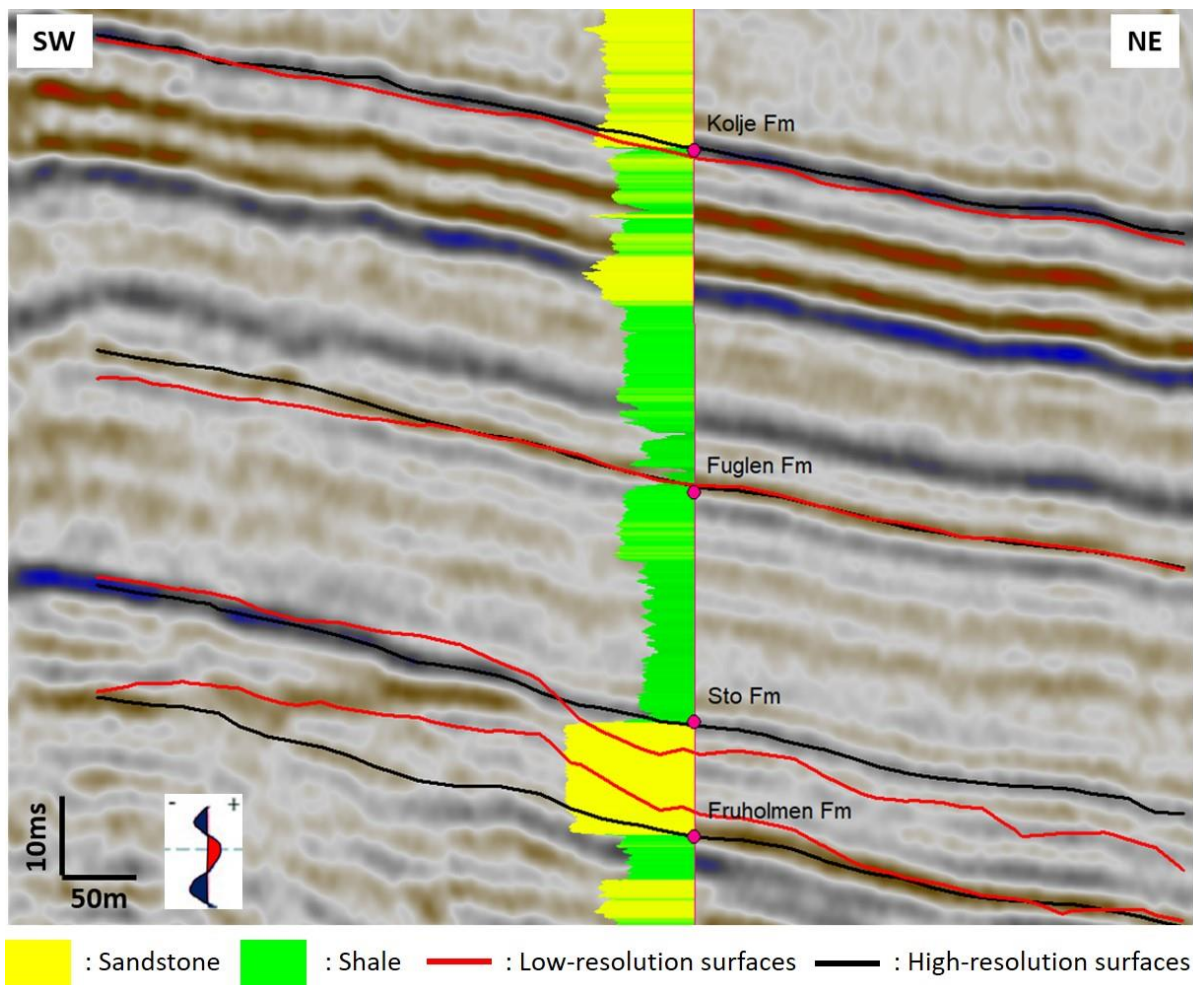 SW
NE
Kolje Fm
Fuglen Fm
Sto Fm
Fruholmen Fm
10ms
50m
- +
: Sandstone : Shale : Low-resolution surfaces : High-resolution surfaces